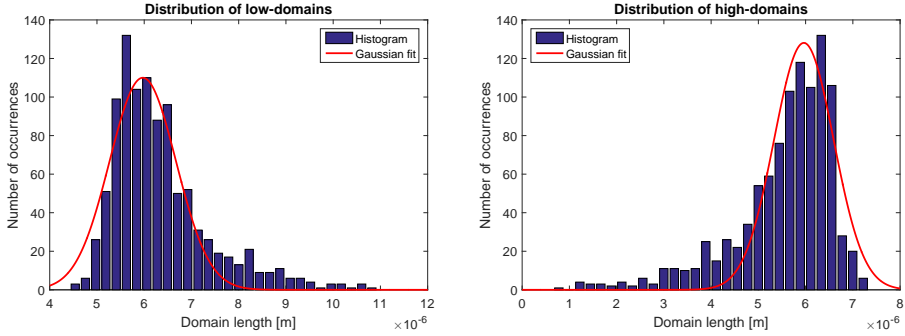 Distribution of low-domains
Number of occurrences
140
120
100
80
60
40
20
0
Histogram
Gaussian fit
4 5 6 7 8 9 10 11 12
Domain length [m]
×10⁻⁶
Distribution of high-domains
Number of occurrences
140
120
100
80
60
40
20
0
Histogram
Gaussian fit
0 1 2 3 4 5 6 7 8
Domain length [m]
×10⁻⁶